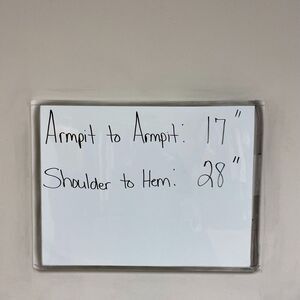 Armpit to Armpit: 17"
Shoulder to Hem: 28"